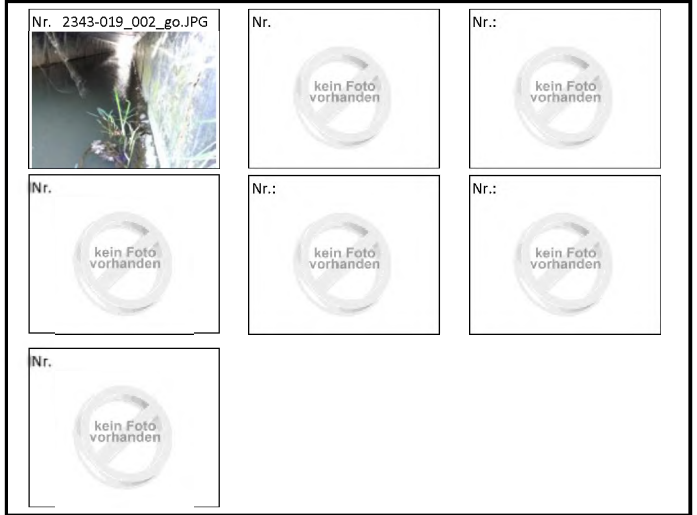 Nr. 2343-019_002_go.JPG
Nr.
kein Foto
vorhanden
Nr.:
kein Foto
vorhanden
Nr.
kein Foto
vorhanden
Nr.:
kein Foto
vorhanden
Nr.:
kein Foto
vorhanden
Nr.
kein Foto
vorhanden